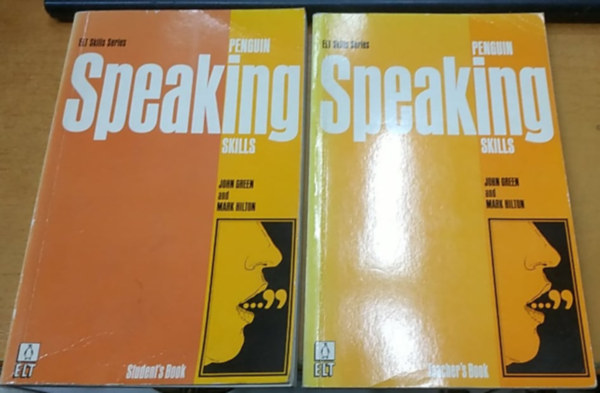 ELT Skills Series
PENGUIN
Speaking
SKILLS
JOHN GREEN
and
MARK HILTON
...,,
ELT
Student's Book
ELT Skills Series
PENGUIN
Speaking
SKILLS
JOHN GREEN
and
MARK HILTON
...,,
ELT
Teacher's Book